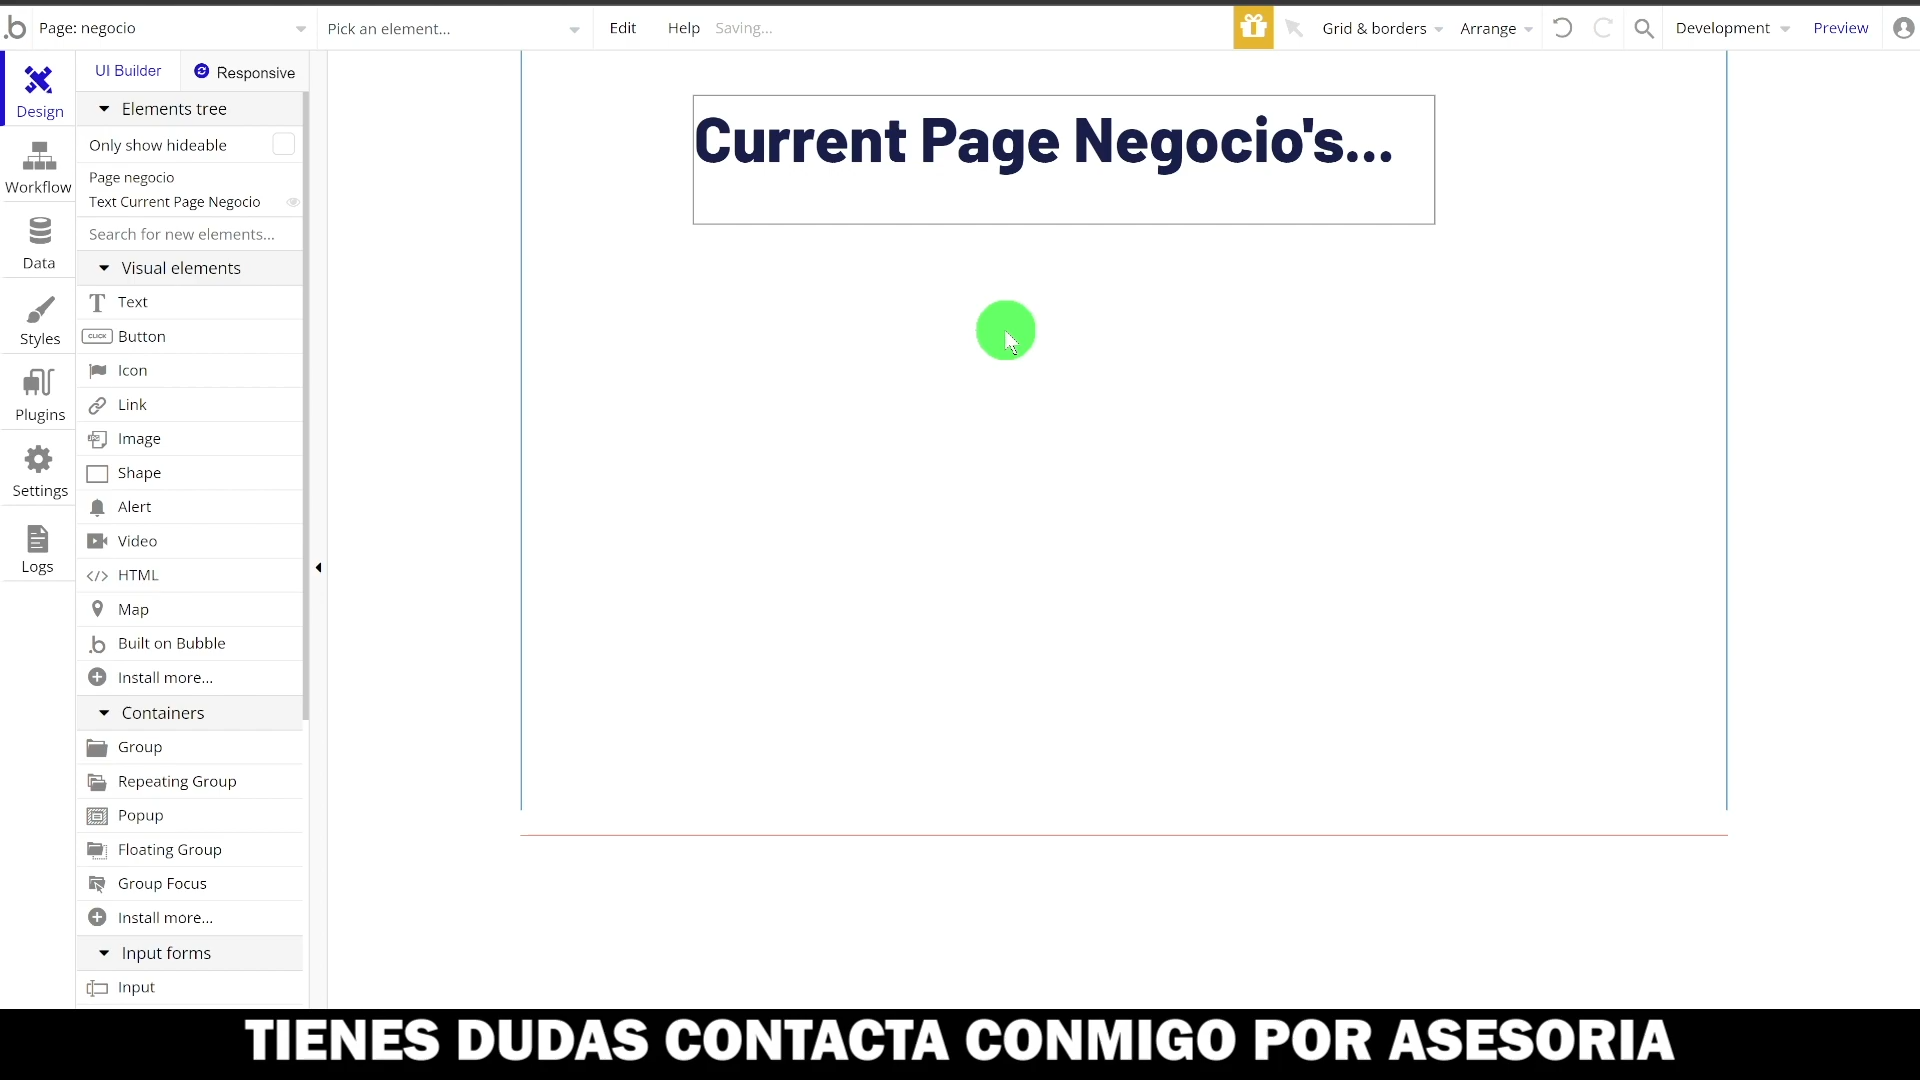 .b Page: negocio Pick an element... Edit Help Saving... Grid & borders Arrange Development Preview
UI Builder Responsive
Design
Workflow
Data
Styles
Plugins
Settings
Logs
Elements tree
Only show hideable
Page negocio
Text Current Page Negocio
Search for new elements...
Visual elements
Text
CLICK Button
Icon
Link
Image
Shape
Alert
Video
</> HTML
Map
.b Built on Bubble
Install more...
Containers
Group
Repeating Group
Popup
Floating Group
Group Focus
Install more...
Input forms
Input
Current Page Negocio's...
TIENES DUDAS CONTACTA CONMIGO POR ASESORIA